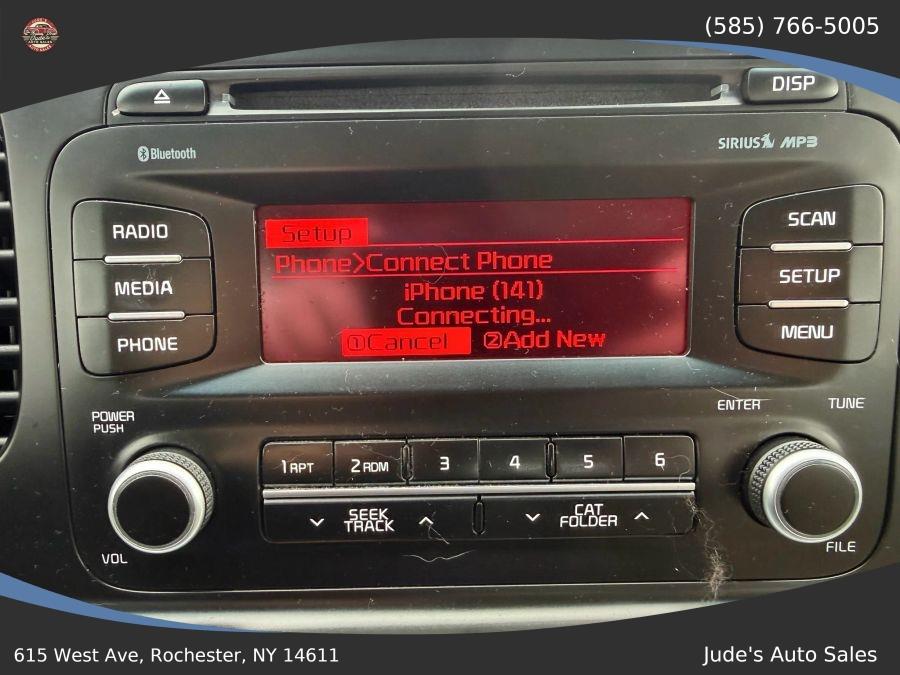 (585) 766-5005
DISP
Bluetooth
SIRIUS MP3
RADIO
MEDIA
PHONE
Setup
Phone>Connect Phone
iPhone (141)
Connecting...
①Cancel ②Add New
SCAN
SETUP
MENU
POWER
PUSH
VOL
1 RPT 2 RDM 3 4 5 6
SEEK
TRACK
CAT
FOLDER
ENTER TUNE
FILE
615 West Ave, Rochester, NY 14611
Jude's Auto Sales